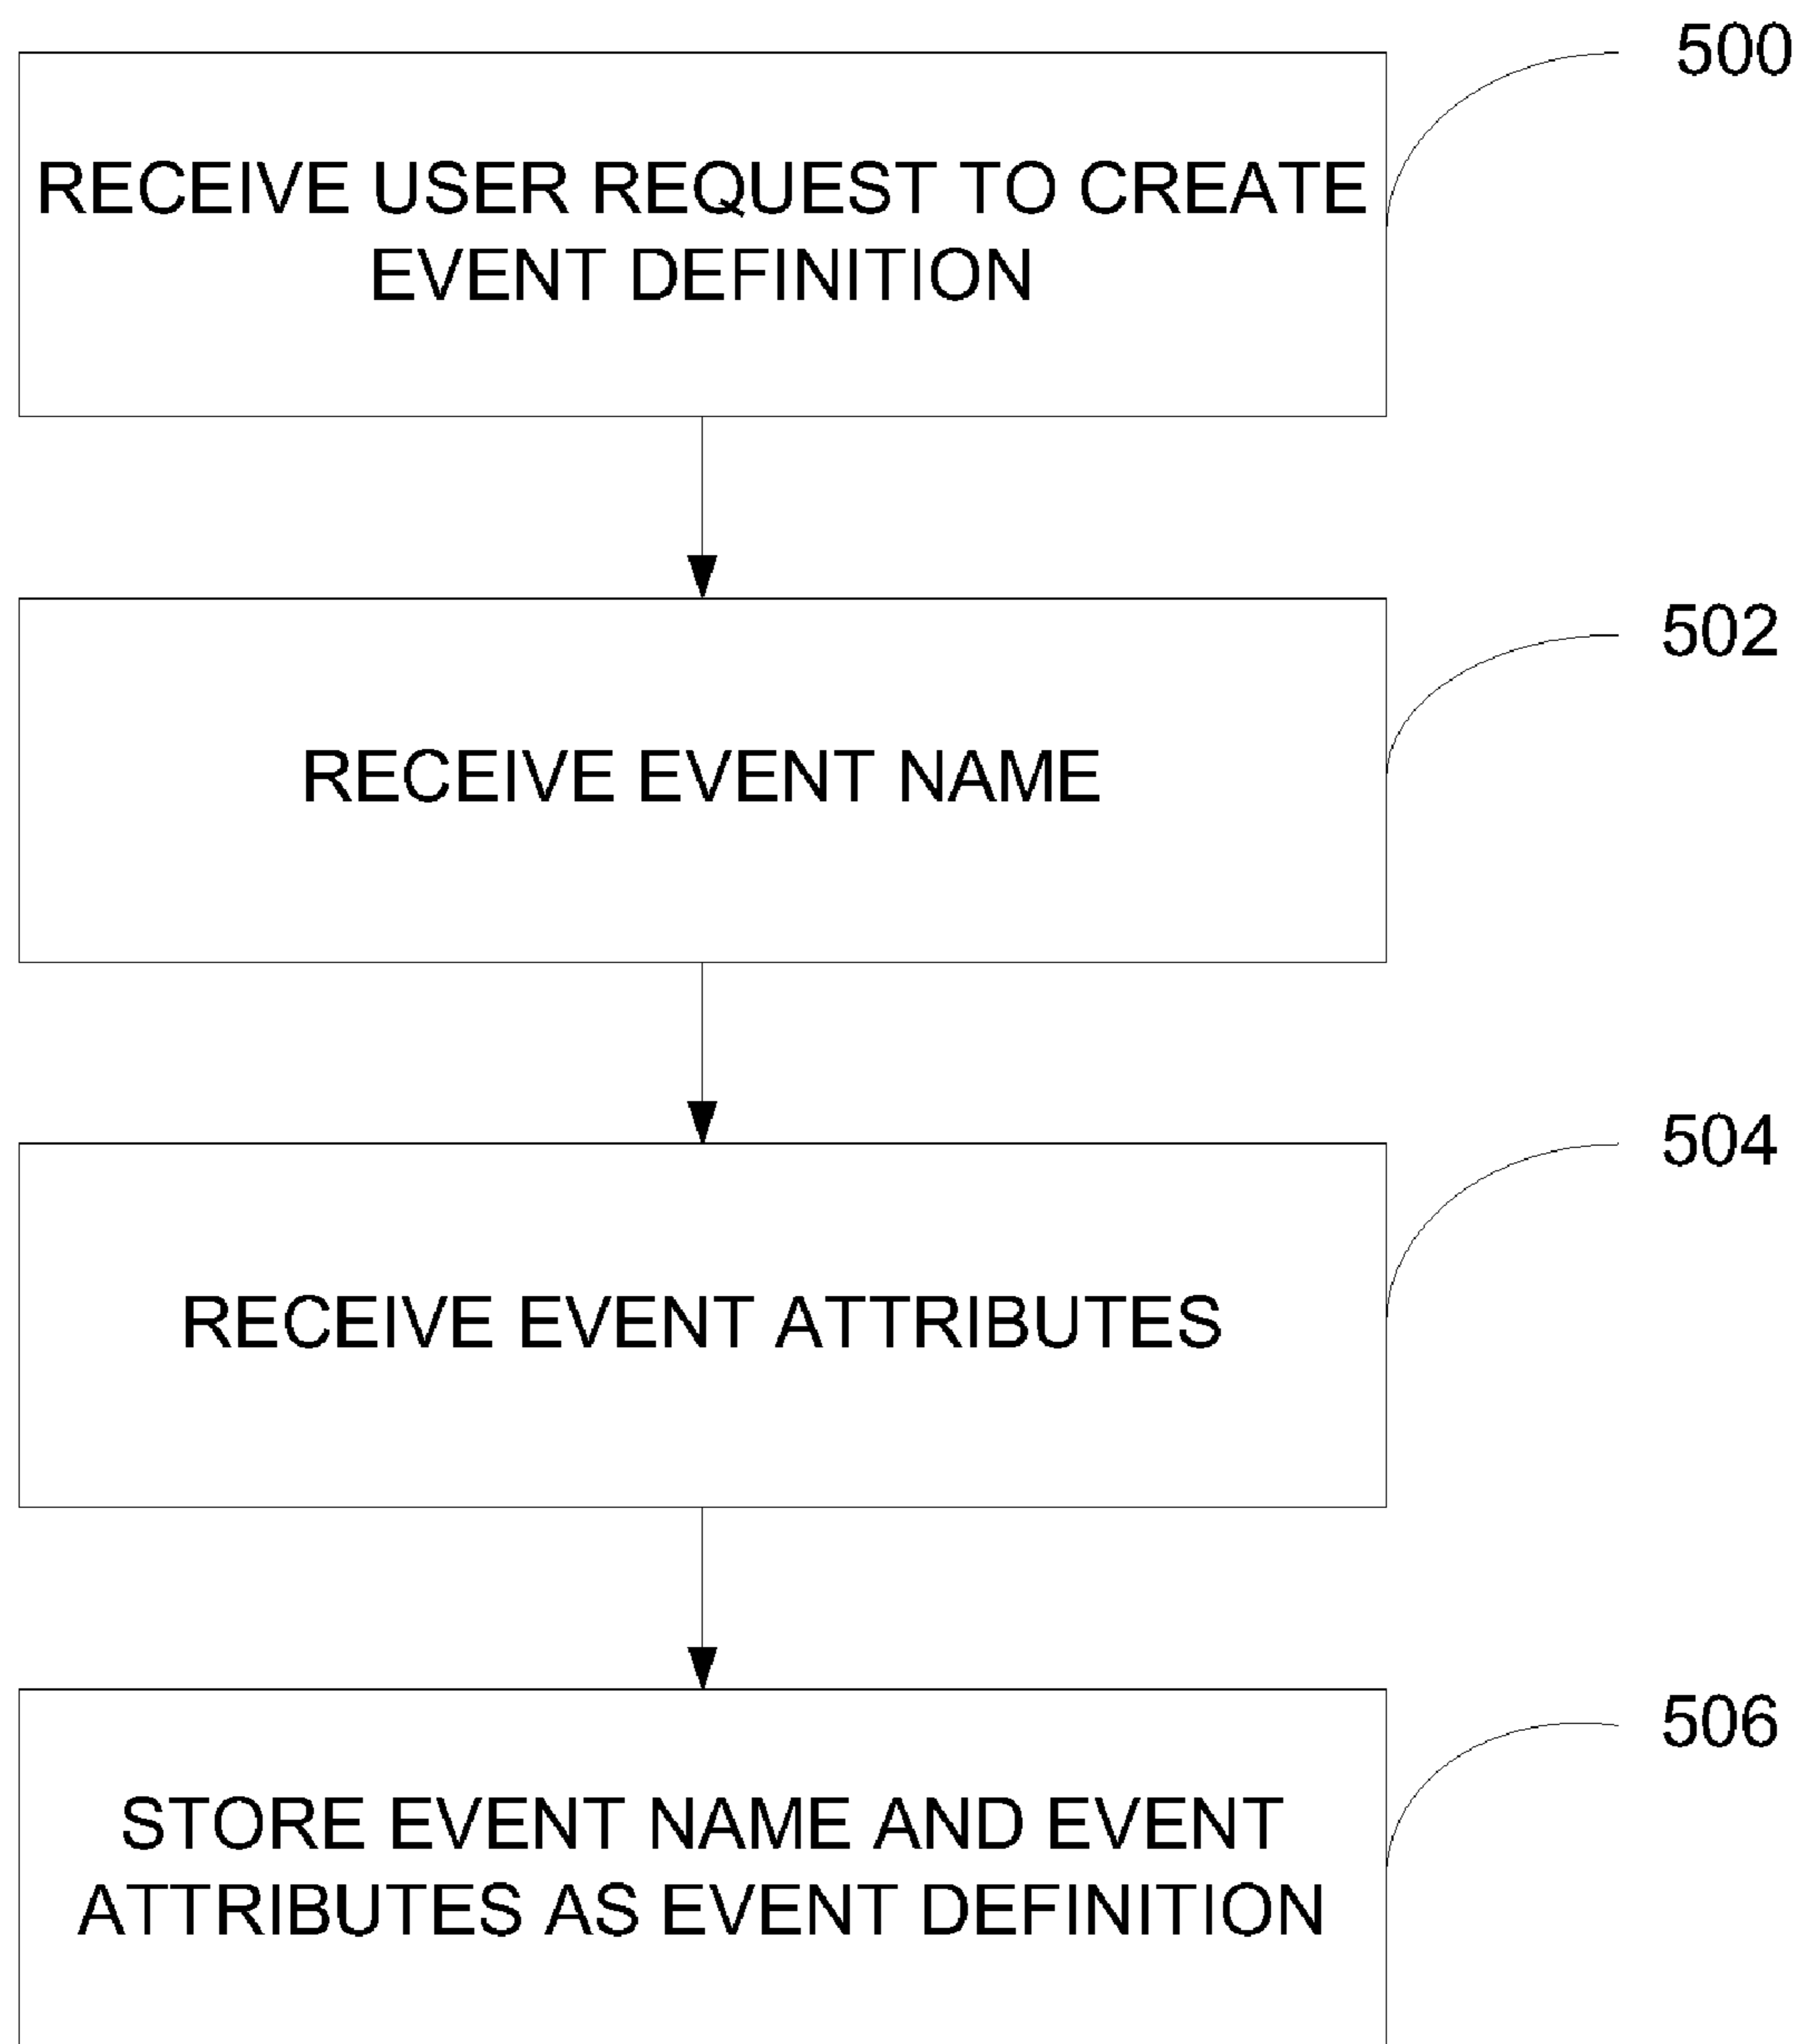 500
RECEIVE USER REQUEST TO CREATE
EVENT DEFINITION
502
RECEIVE EVENT NAME
504
RECEIVE EVENT ATTRIBUTES
506
STORE EVENT NAME AND EVENT
ATTRIBUTES AS EVENT DEFINITION